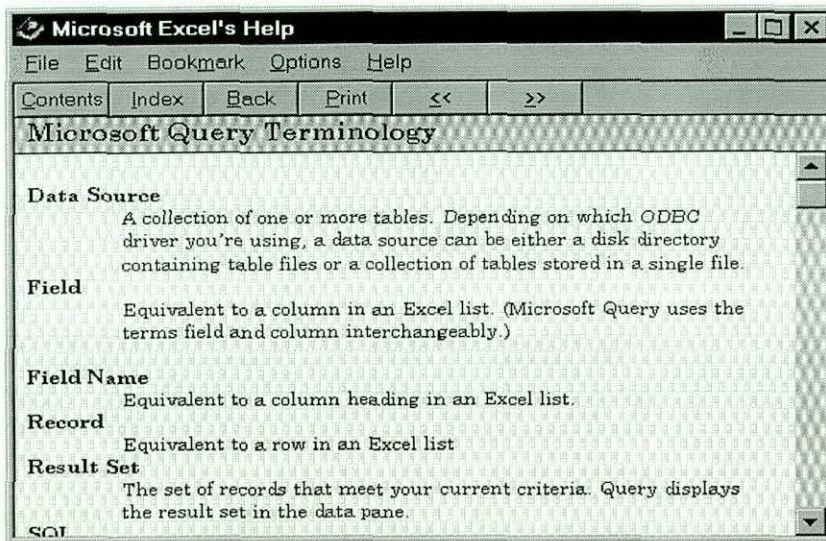 Microsoft Excel's Help
File Edit Bookmark Options Help
Contents Index Back Print << >>
Microsoft Query Terminology
Data Source
A collection of one or more tables. Depending on which ODBC
driver you're using, a data source can be either a disk directory
containing table files or a collection of tables stored in a single file.
Field
Equivalent to a column in an Excel list. (Microsoft Query uses the
terms field and column interchangeably.)
Field Name
Equivalent to a column heading in an Excel list.
Record
Equivalent to a row in an Excel list
Result Set
The set of records that meet your current criteria. Query displays
the result set in the data pane.
SQL